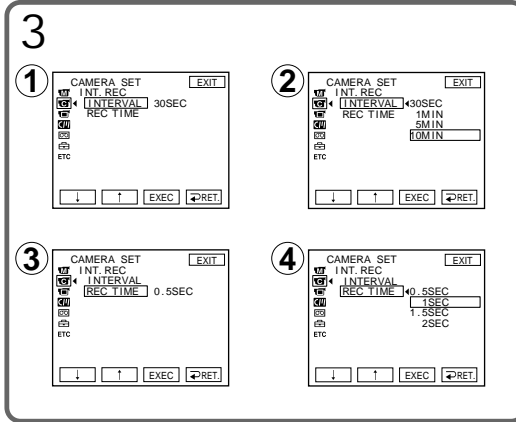 3
1
CAMERA SET EXIT
INT. REC
INTERVAL 30SEC
REC TIME
ETC
↓ ↑ EXEC RET.
2
CAMERA SET EXIT
INT. REC
INTERVAL 30SEC
REC TIME 1MIN
5MIN
10MIN
ETC
↓ ↑ EXEC RET.
3
CAMERA SET EXIT
INT. REC
INTERVAL
REC TIME 0.5SEC
ETC
↓ ↑ EXEC RET.
4
CAMERA SET EXIT
INT. REC
INTERVAL
REC TIME 0.5SEC
1SEC
1.5SEC
2SEC
ETC
↓ ↑ EXEC RET.